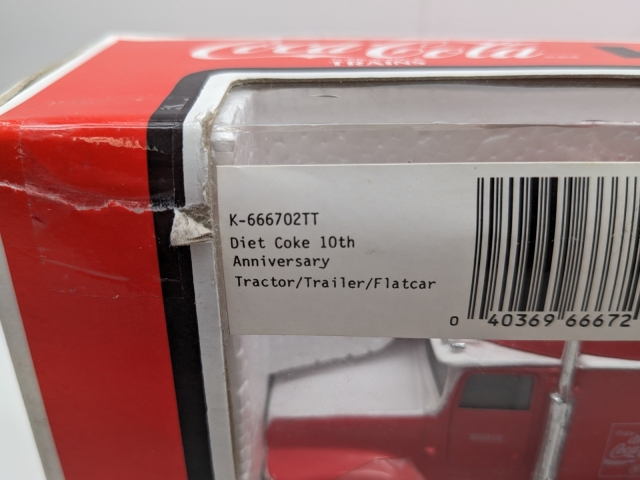 Coca-Cola
TRAINS
K-666702TT
Diet Coke 10th
Anniversary
Tractor/Trailer/Flatcar
0 40369 66672